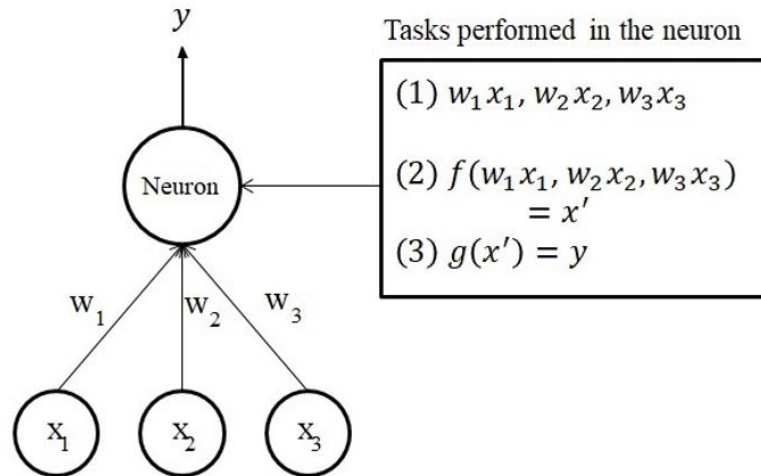 y
Tasks performed in the neuron
(1) w₁x₁, w₂x₂, w₃x₃
(2) f(w₁x₁, w₂x₂, w₃x₃)
= x′
(3) g(x′) = y
Neuron
W₁
W₂
W₃
X₁
X₂
X₃